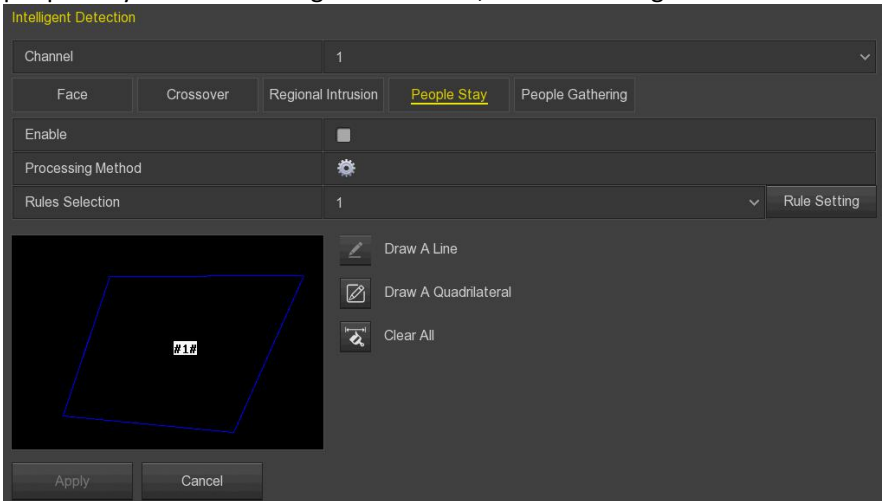 Intelligent Detection
Channel 1
Face Crossover Regional Intrusion People Stay People Gathering
Enable
Processing Method
Rules Selection 1 Rule Setting
Draw A Line
Draw A Quadrilateral
#1#
Clear All
Apply Cancel